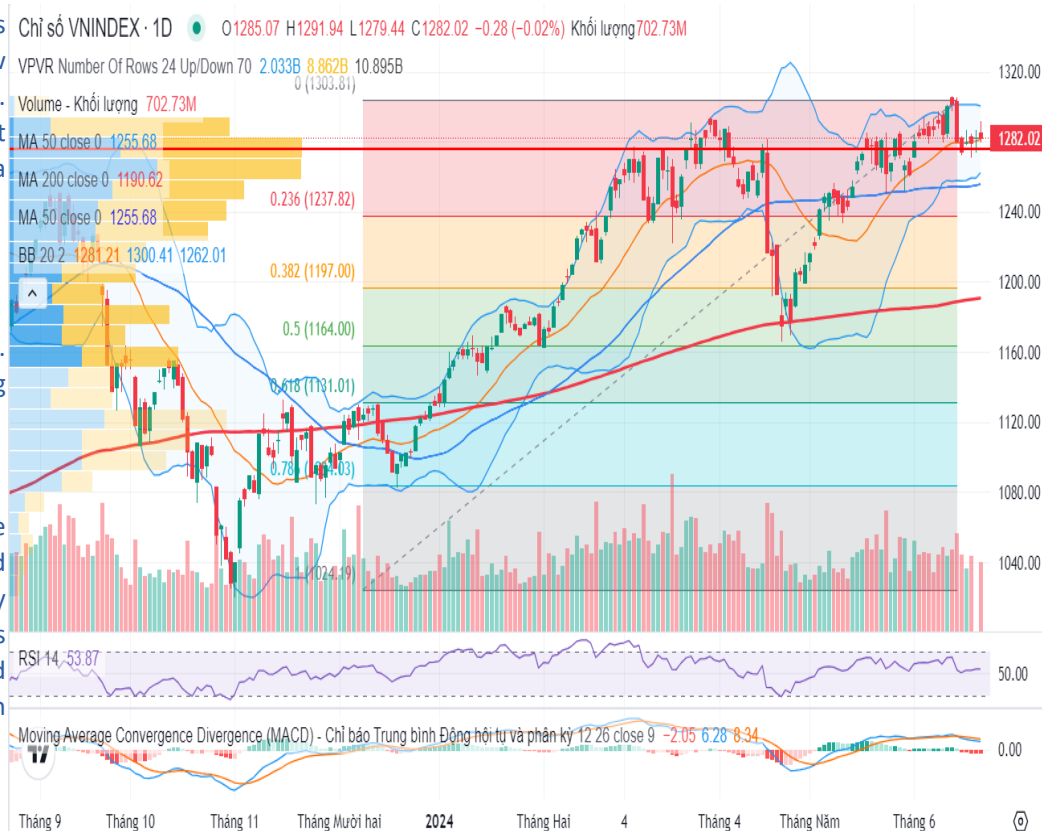 Chỉ số VNINDEX · 1D O1285.07 H1291.94 L1279.44 C1282.02 −0.28 (−0.02%) Khối lượng702.73M
VPVR Number Of Rows 24 Up/Down 70 2.033B 8.862B 10.895B
0 (1303.81)
Volume - Khối lượng 702.73M
MA 50 close 0 1255.68
MA 200 close 0 1190.62
0.236 (1237.82)
MA 50 close 0 1255.68
BB 20 2 1281.21 1300.41 1262.01
0.382 (1197.00)
0.5 (1164.00)
0.618 (1131.01)
1 (1024.19)
1320.00
1282.02
1240.00
1200.00
1160.00
1120.00
1080.00
1040.00
RSI 14 53.87
50.00
Moving Average Convergence Divergence (MACD) - Chỉ báo Trung bình Động hội tụ và phân kỳ 12 26 close 9 −2.05 6.28 8.34
0.00
Tháng 9 Tháng 10 Tháng 11 Tháng Mười hai 2024 Tháng Hai 4 Tháng 4 Tháng Năm Tháng 6